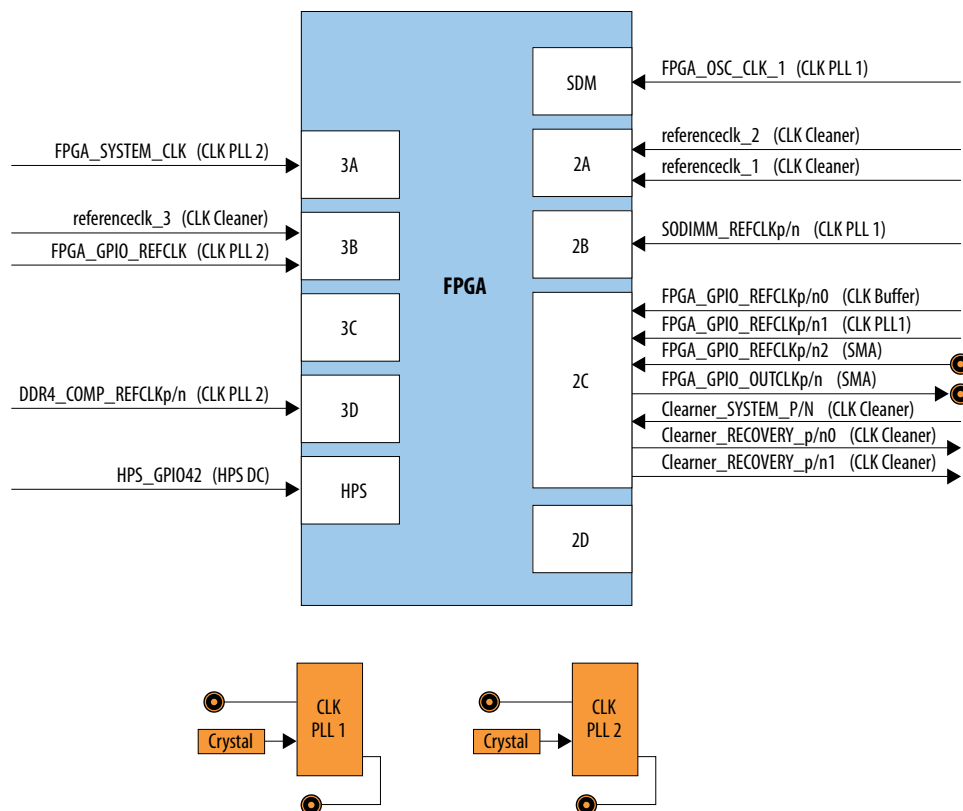 SDM
FPGA_OSC_CLK_1 (CLK PLL 1)
FPGA_SYSTEM_CLK (CLK PLL 2)
3A
2A
referenceclk_2 (CLK Cleaner)
referenceclk_1 (CLK Cleaner)
referenceclk_3 (CLK Cleaner)
FPGA_GPIO_REFCLK (CLK PLL 2)
3B
2B
SODIMM_REFCLKp/n (CLK PLL 1)
FPGA
3C
2C
FPGA_GPIO_REFCLKp/n0 (CLK Buffer)
FPGA_GPIO_REFCLKp/n1 (CLK PLL1)
FPGA_GPIO_REFCLKp/n2 (SMA)
FPGA_GPIO_OUTCLKp/n (SMA)
Clearner_SYSTEM_P/N (CLK Cleaner)
Clearner_RECOVERY_p/n0 (CLK Cleaner)
Clearner_RECOVERY_p/n1 (CLK Cleaner)
DDR4_COMP_REFCLKp/n (CLK PLL 2)
3D
HPS_GPIO42 (HPS DC)
HPS
2D
CLK
PLL 1
Crystal
CLK
PLL 2
Crystal